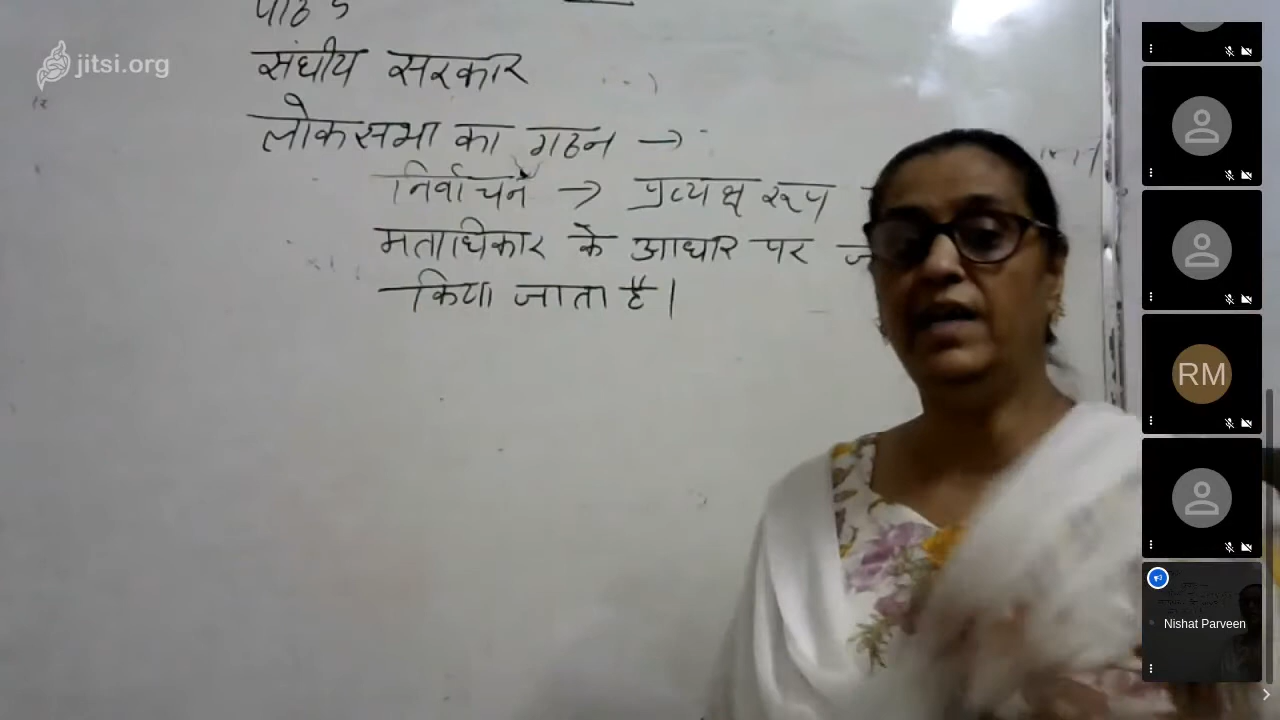 पाठ 5
संघीय सरकार
लोकसभा का गठन →
निर्वाचन → प्रत्यक्ष रूप
मताधिकार के आधार पर
किया जाता है।
jitsi.org
RM
Nishat Parveen